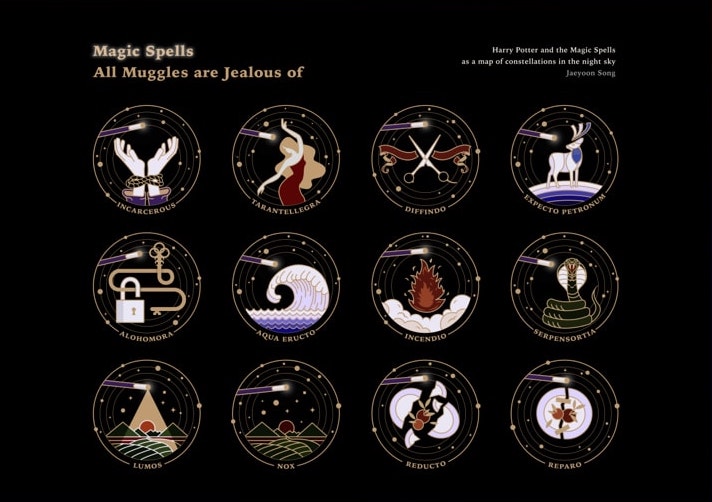 Magic Spells
All Muggles are Jealous of
Harry Potter and the Magic Spells
as a map of constellations in the night sky
Jaeyoon Song
INCARCEROUS
TARANTELLEGRA
DIFFINDO
EXPECTO PETRONUM
ALOHOMORA
AQUA ERUCTO
INCENDIO
SERPENSORTIA
LUMOS
NOX
REDUCTO
REPARO